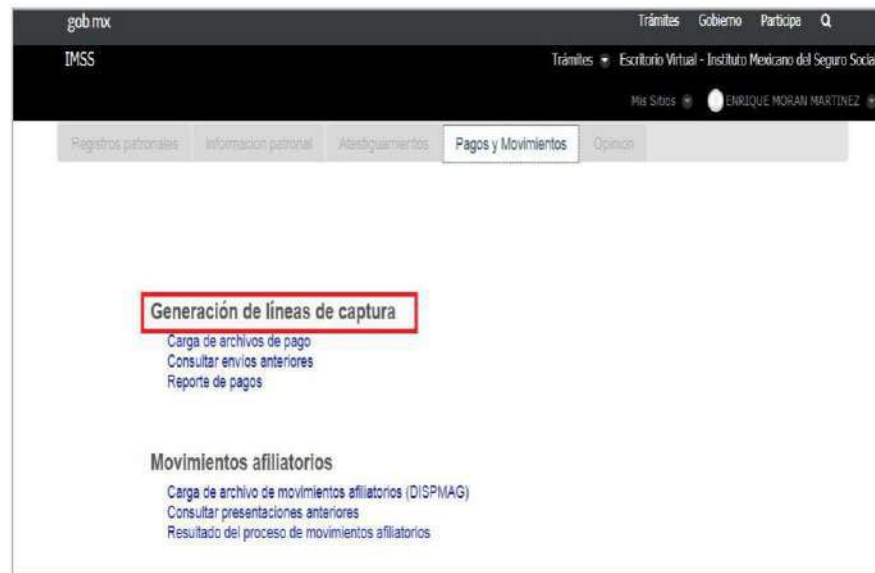 gob mx
Trámites Gobierno Participa
IMSS
Trámites Escritorio Virtual - Instituto Mexicano del Seguro Social
Mis Sitios ENRIQUE MORAN MARTINEZ
Registros patronales Informacion patronal Atestiguamientos Pagos y Movimientos Opinion
Generación de líneas de captura
Carga de archivos de pago
Consultar envios anteriores
Reporte de pagos
Movimientos afiliatorios
Carga de archivo de movimientos afiliatorios (DISPMAG)
Consultar presentaciones anteriores
Resultado del proceso de movimientos afiliatorios